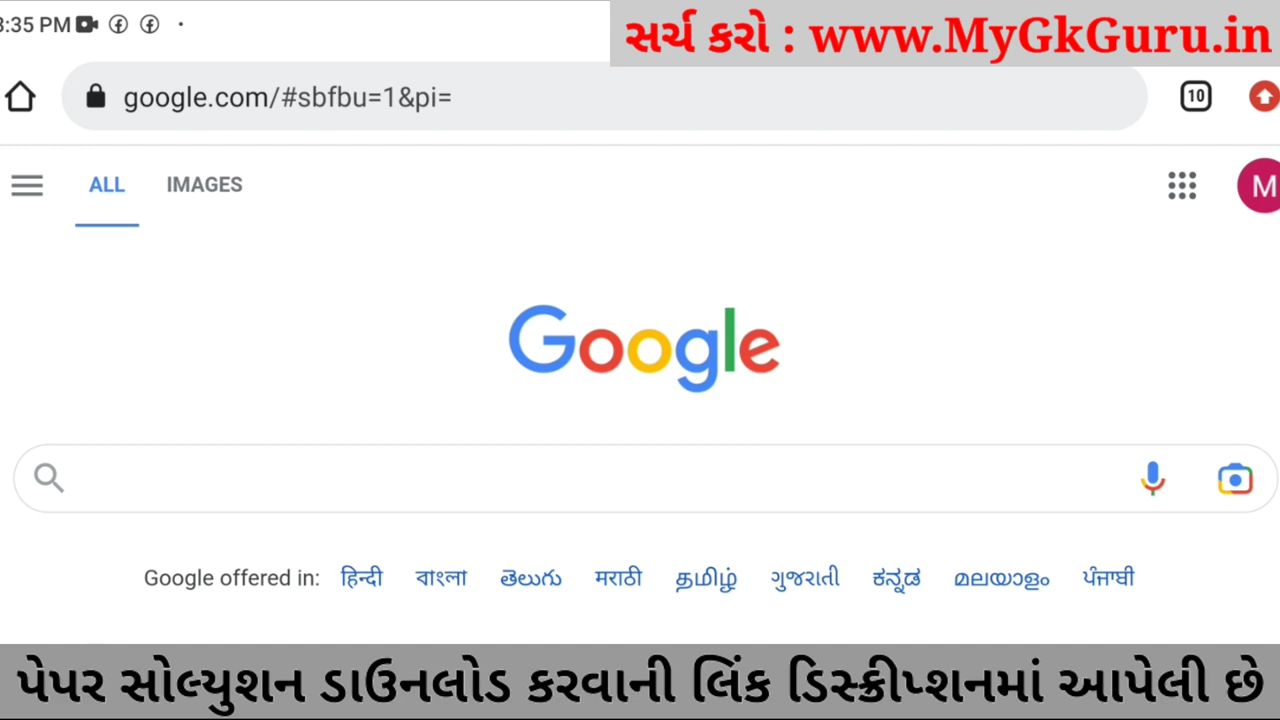 3:35 PM
સર્ચ કરો : www.MyGkGuru.in
google.com/#sbfbu=1&pi=
10
ALL IMAGES
M
Google
Google offered in: हिन्दी বাংলা తెలుగు मराठी தமிழ் ગુજરાતી ಕನ್ನಡ മലയാളം ਪੰਜਾਬੀ
પેપર સોલ્યુશન ડાઉનલોડ કરવાની લિંક ડિસ્ક્રીપ્શનમાં આપેલી છે